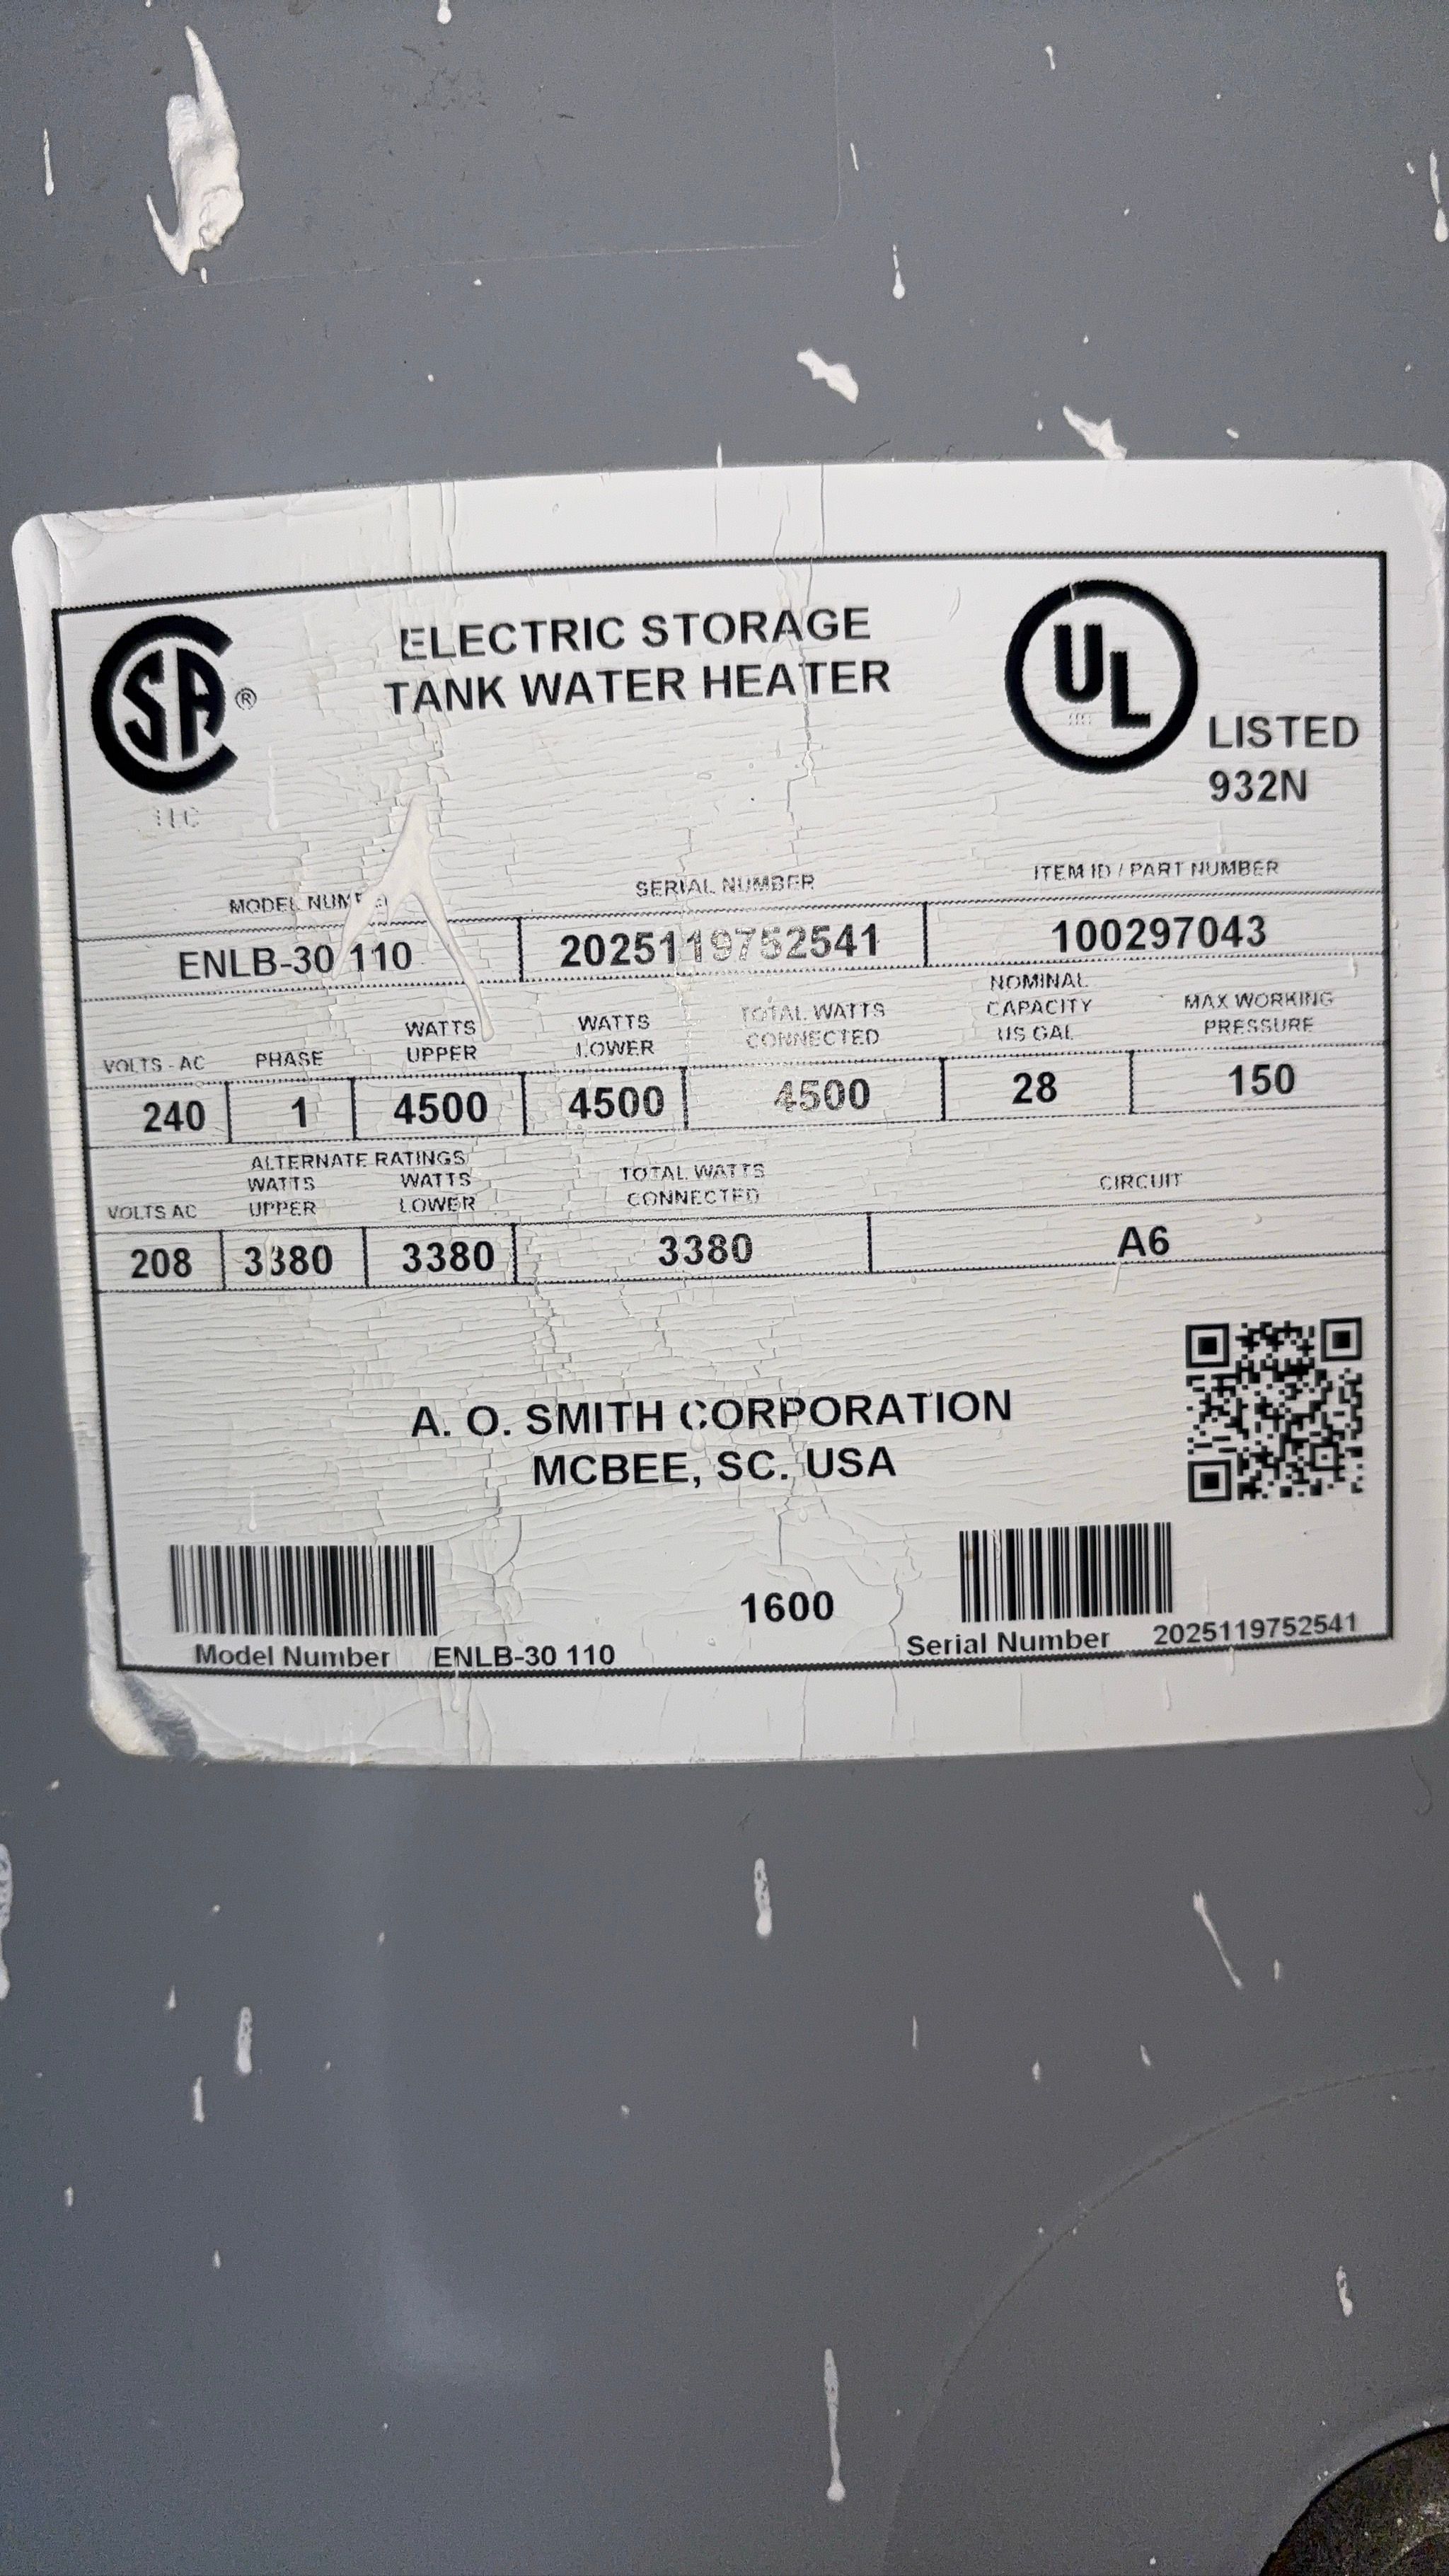 SA ®
ELECTRIC STORAGE
TANK WATER HEATER
UL
LISTED
932N
SERIAL NUMBER
ITEM ID / PART NUMBER
MODEL
ENLB-30 110
2025119752541
100297043
VOLTS - AC
PHASE
WATTS
UPPER
WATTS
LOWER
TOTAL WATTS
CONNECTED
NOMINAL
CAPACITY
US GAL
MAX WORKING
PRESSURE
240
1
4500
4500
4500
28
150
ALTERNATE RATINGS
VOLTS AC
WATTS
UPPER
WATTS
LOWER
TOTAL WATTS
CONNECTED
CIRCUIT
208
3380
3380
3380
A6
A. O. SMITH CORPORATION
MCBEE, SC. USA
1600
Model Number ENLB-30 110
Serial Number 2025119752541